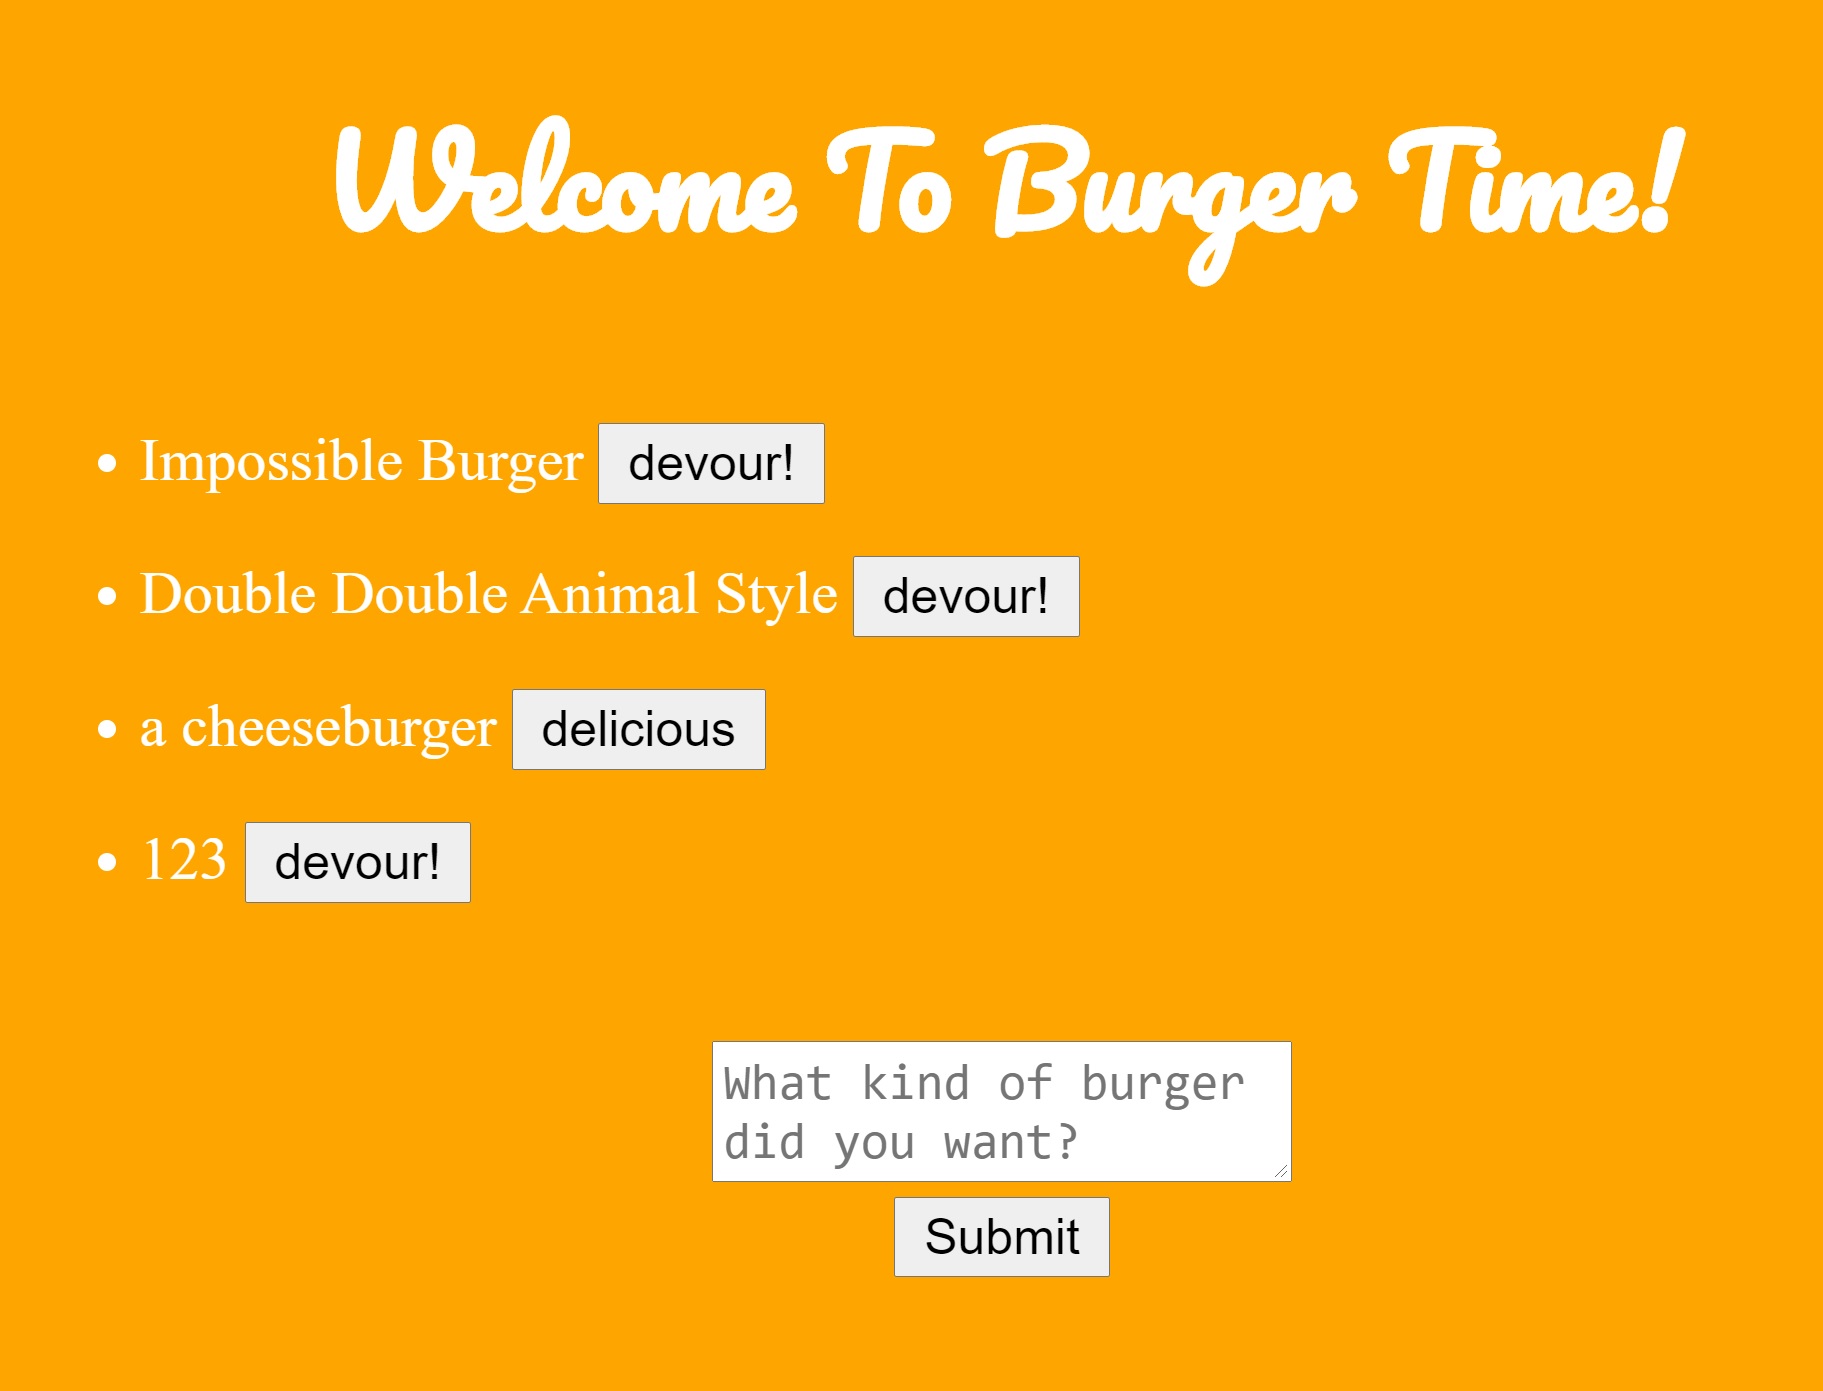 Welcome To Burger Time!
Impossible Burger devour!
Double Double Animal Style devour!
a cheeseburger delicious
123 devour!
What kind of burger
did you want?
Submit